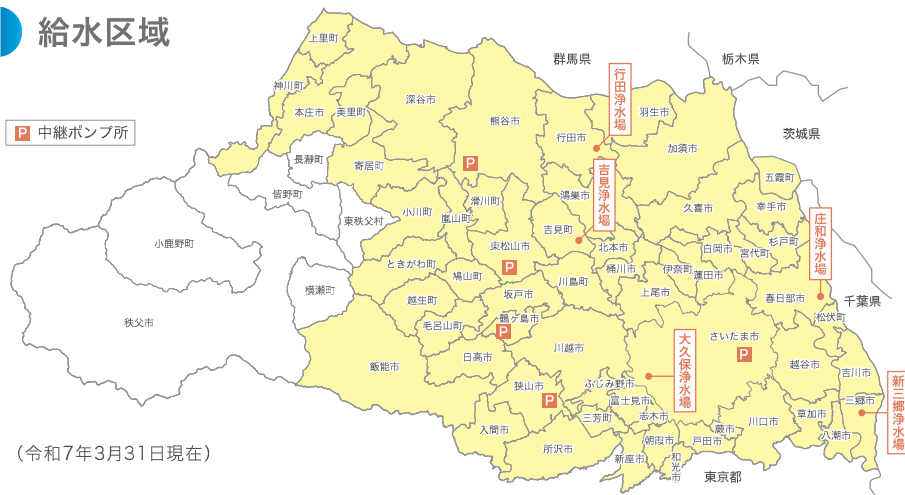 給水区域
P 中継ポンプ所
群馬県
栃木県
茨城県
千葉県
東京都
行田浄水場
吉見浄水場
庄和浄水場
大久保浄水場
新三郷浄水場
上里町
神川町
本庄市
美里町
深谷市
熊谷市
行田市
羽生市
加須市
長瀞町
寄居町
皆野町
東秩父村
小鹿野町
秩父市
横瀬町
小川町
嵐山町
滑川町
吉見町
鴻巣市
北本市
久喜市
五霞町
幸手市
杉戸町
宮代町
白岡市
東松山市
ときがわ町
鳩山町
川島町
桶川市
伊奈町
蓮田市
上尾市
春日部市
松伏町
越生町
毛呂山町
坂戸市
鶴ヶ島市
日高市
飯能市
川越市
さいたま市
越谷市
吉川市
三郷市
狭山市
ふじみ野市
富士見市
三芳町
志木市
入間市
所沢市
新座市
朝霞市
和光市
戸田市
蕨市
川口市
草加市
八潮市
P
P
P
P
P
（令和7年3月31日現在）